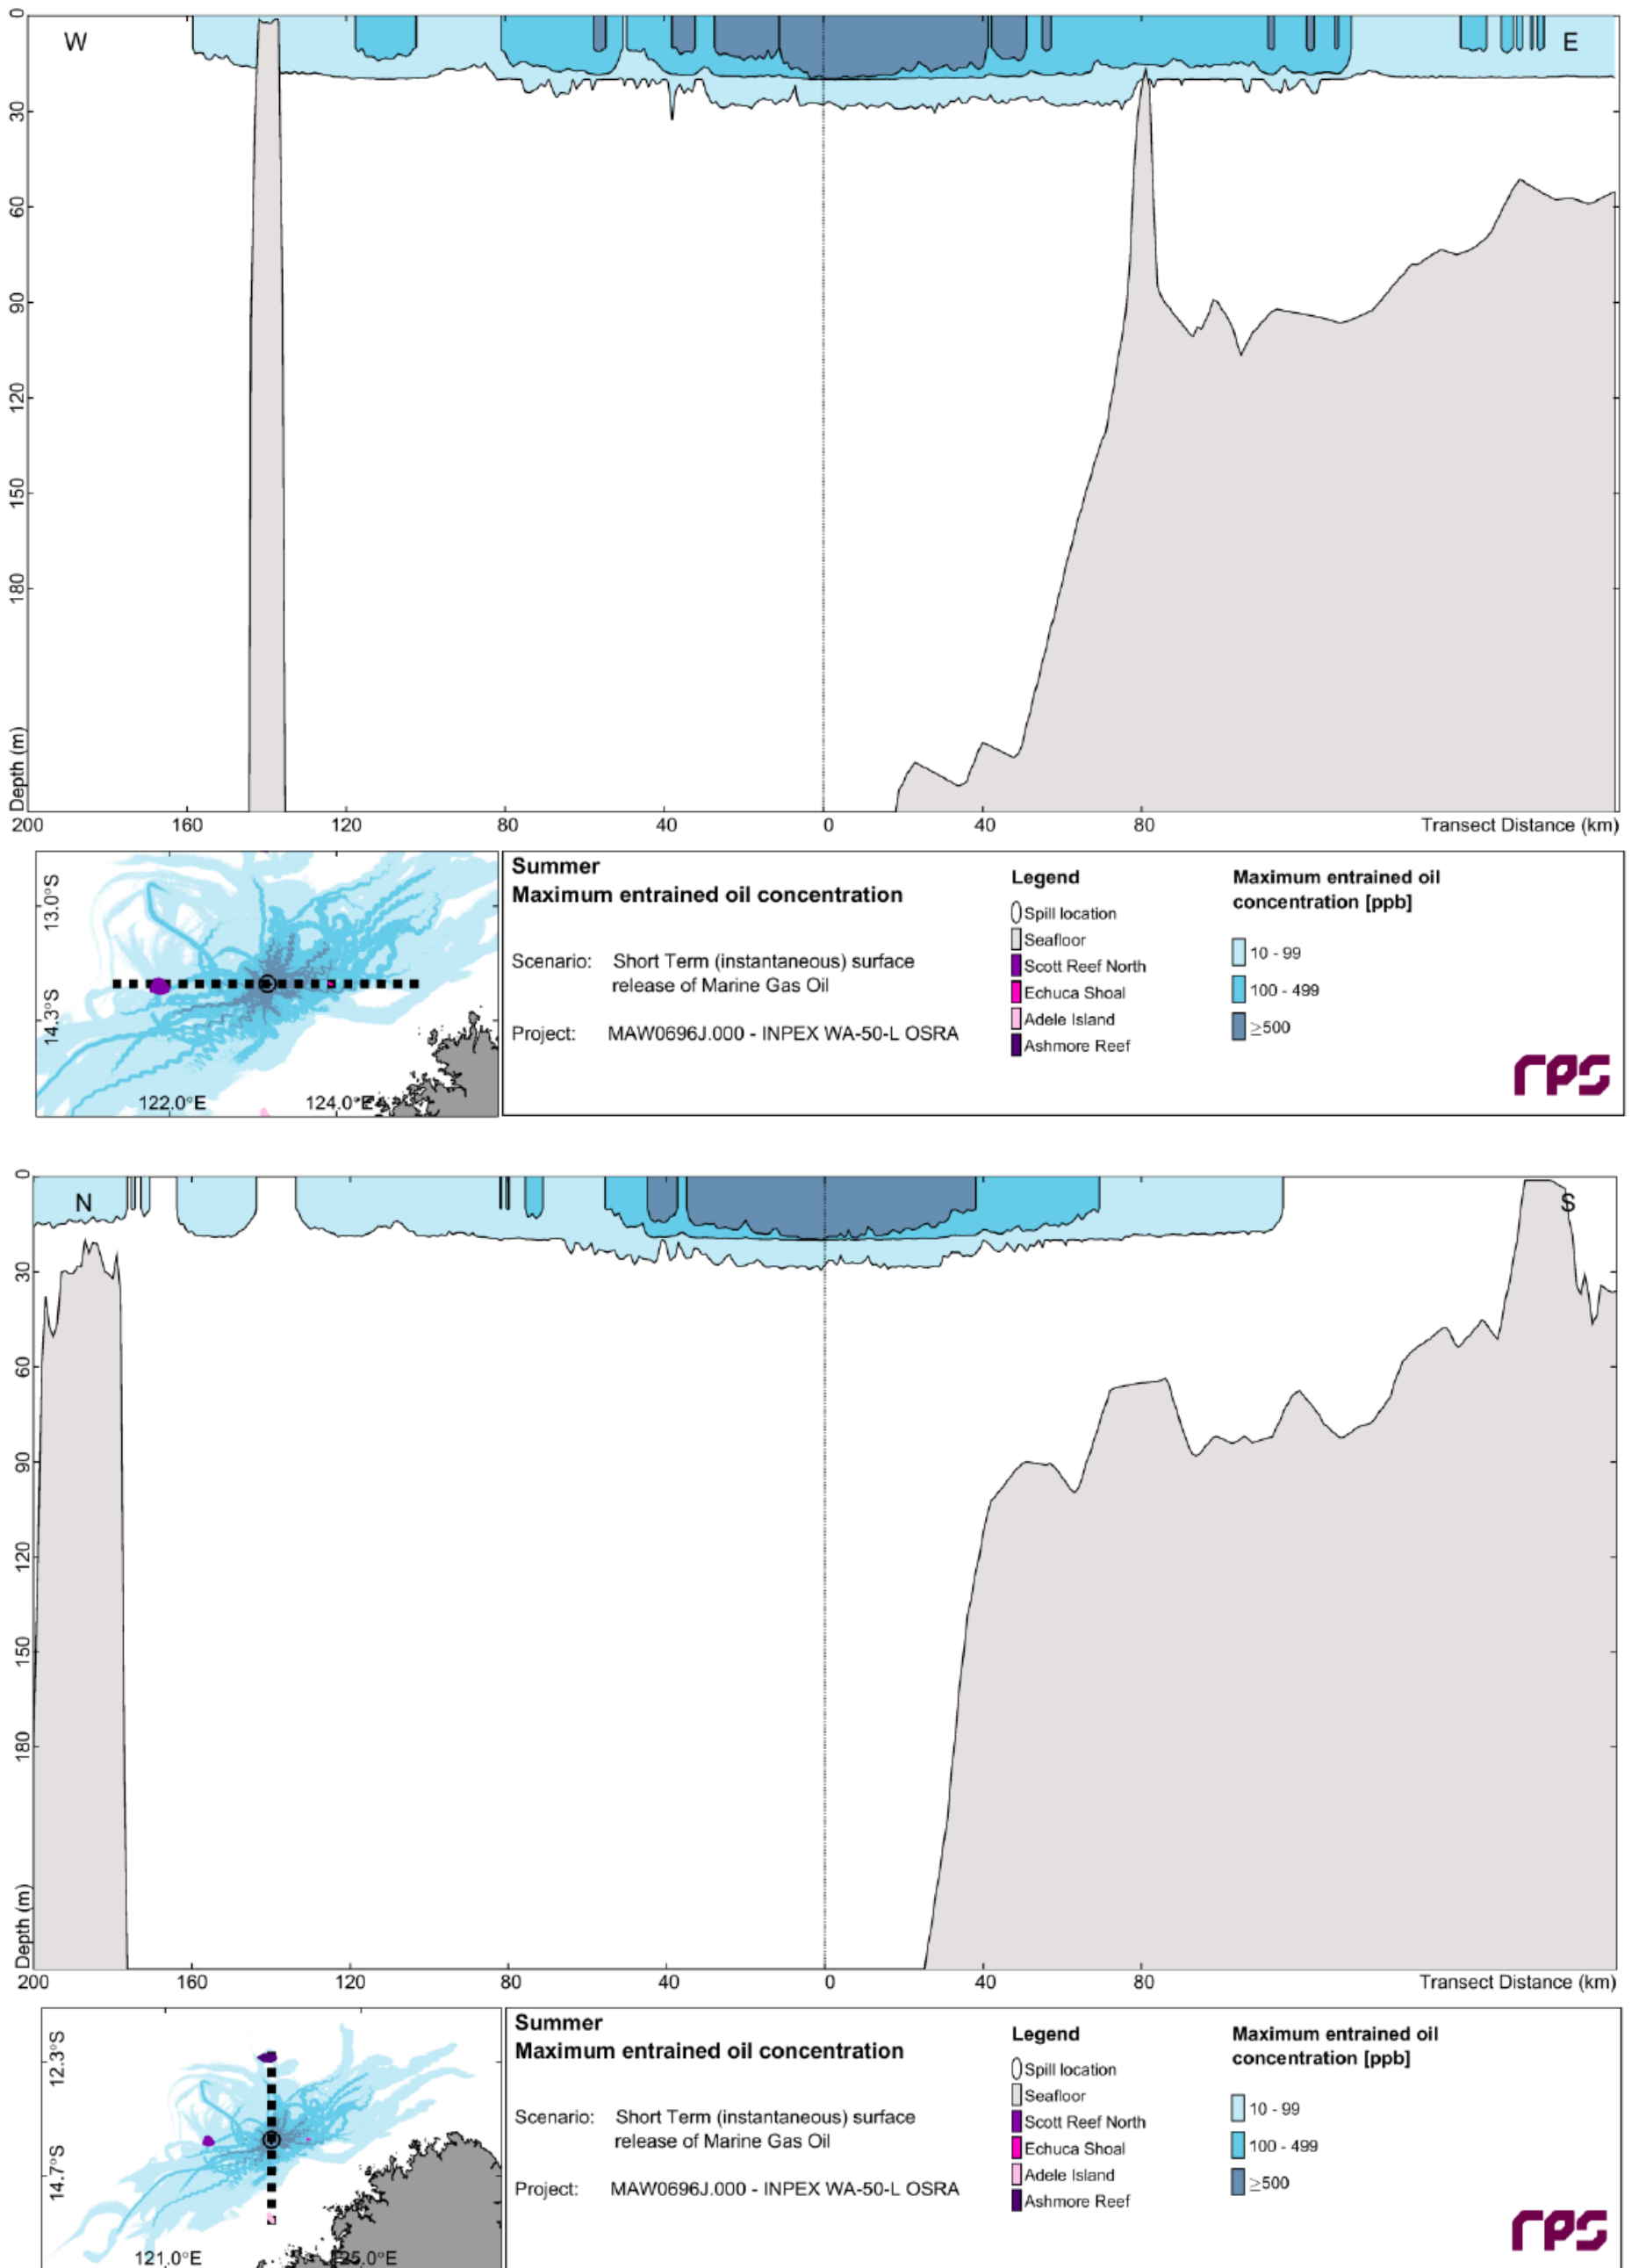 W
E
0
30
60
90
120
150
180
Depth (m)
200 160 120 80 40 0 40 80 Transect Distance (km)
13.0°S
14.3°S
122.0°E 124.0°E
Summer
Maximum entrained oil concentration
Scenario: Short Term (instantaneous) surface
release of Marine Gas Oil
Project: MAW0696J.000 - INPEX WA-50-L OSRA
Legend
Spill location
Seafloor
Scott Reef North
Echuca Shoal
Adele Island
Ashmore Reef
Maximum entrained oil
concentration [ppb]
10 - 99
100 - 499
≥500
rps
N
S
0
30
60
90
120
150
180
Depth (m)
200 160 120 80 40 0 40 80 Transect Distance (km)
12.3°S
14.7°S
121.0°E 125.0°E
Summer
Maximum entrained oil concentration
Scenario: Short Term (instantaneous) surface
release of Marine Gas Oil
Project: MAW0696J.000 - INPEX WA-50-L OSRA
Legend
Spill location
Seafloor
Scott Reef North
Echuca Shoal
Adele Island
Ashmore Reef
Maximum entrained oil
concentration [ppb]
10 - 99
100 - 499
≥500
rps